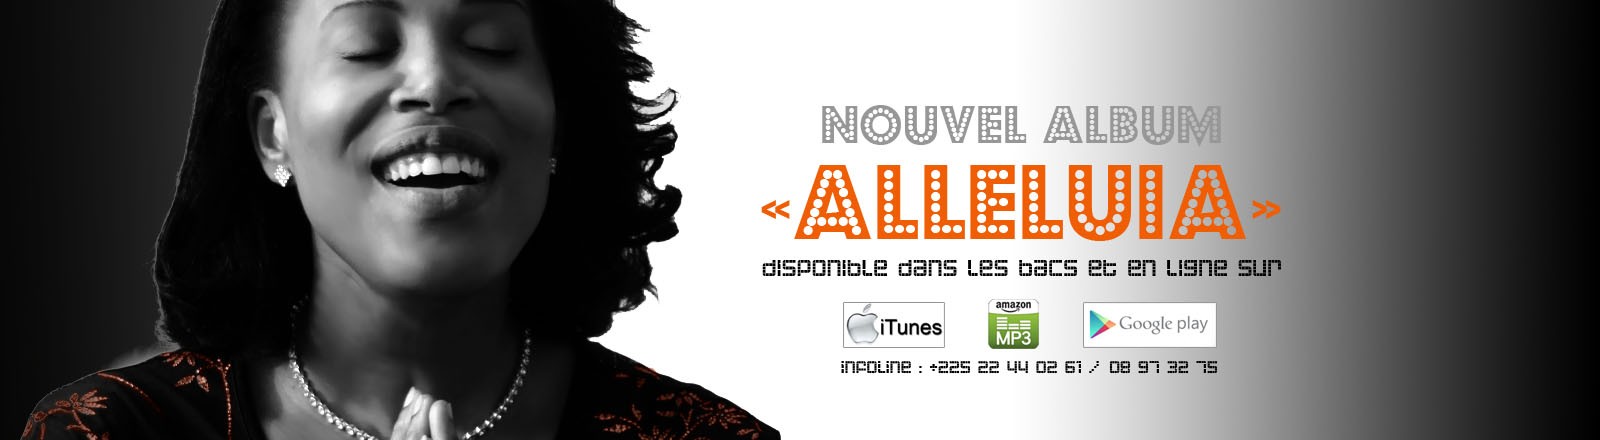 NOUVEL ALBUM
«ALLELUIA»
disponible dans les bacs et en ligne sur
iTunes
amazon
MP3
Google play
infoline : +225 22 44 02 61 / 08 97 32 75